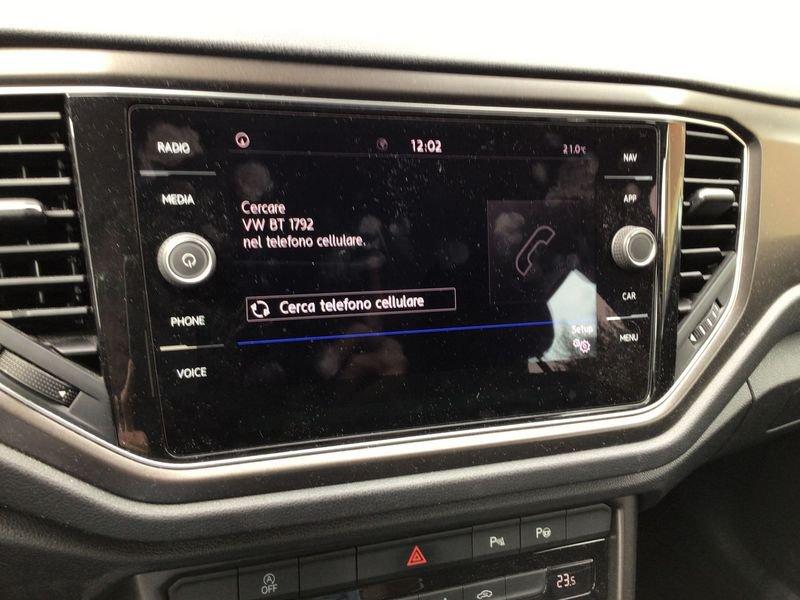 RADIO
MEDIA
PHONE
VOICE
12:02
21.0°C
Cercare
VW BT 1792
nel telefono cellulare.
Cerca telefono cellulare
Setup
NAV
APP
CAR
MENU
A OFF
P
P
23.5